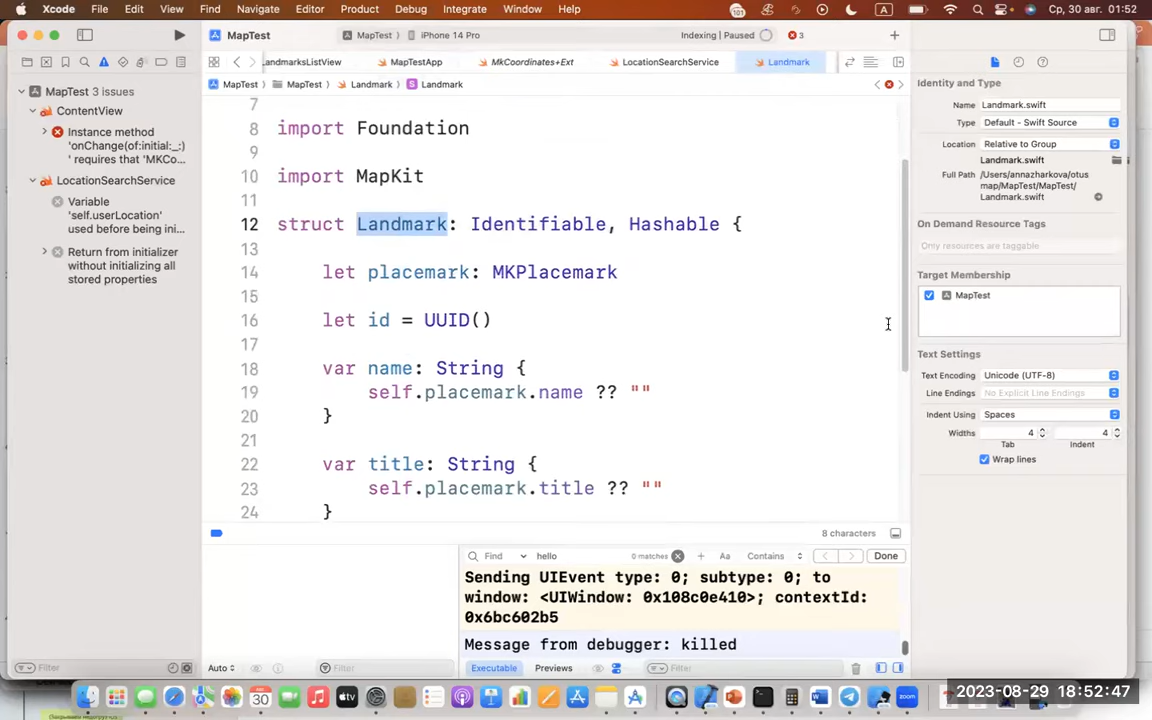 Xcode File Edit View Find Navigate Editor Product Debug Integrate Window Help 101 A Ср, 30 авг. 01:52
MapTest
MapTest
iPhone 14 Pro
Indexing | Paused
3
LandmarksListView
MapTestApp
MkCoordinates+Ext
LocationSearchService
Landmark
MapTest
MapTest
Landmark
S Landmark
MapTest 3 issues
ContentView
Instance method
'onChange(of:initial:_:)
' requires that 'MKCo...
LocationSearchService
Variable
'self.userLocation'
used before being ini...
Return from initializer
without initializing all
stored properties
Filter
7
8 import Foundation
9
10 import MapKit
11
12 struct Landmark: Identifiable, Hashable {
13
14 let placemark: MKPlacemark
15
16 let id = UUID()
17
18 var name: String {
19 self.placemark.name ?? ""
20 }
21
22 var title: String {
23 self.placemark.title ?? ""
24 }
8 characters
Find hello 0 matches Aa Contains Done
Sending UIEvent type: 0; subtype: 0; to
window: <UIWindow: 0x108c0e410>; contextId:
0x6bc602b5
Message from debugger: killed
Auto
Filter
Executable
Previews
Filter
Identity and Type
Name Landmark.swift
Type Default - Swift Source
Location Relative to Group
Landmark.swift
Full Path /Users/annazharkova/otus
map/MapTest/MapTest/
Landmark.swift
On Demand Resource Tags
Only resources are taggable
Target Membership
MapTest
Text Settings
Text Encoding Unicode (UTF-8)
Line Endings No Explicit Line Endings
Indent Using Spaces
Widths 4 4
Tab Indent
Wrap lines
30
tv
zoom
2023-08-29 18:52:47